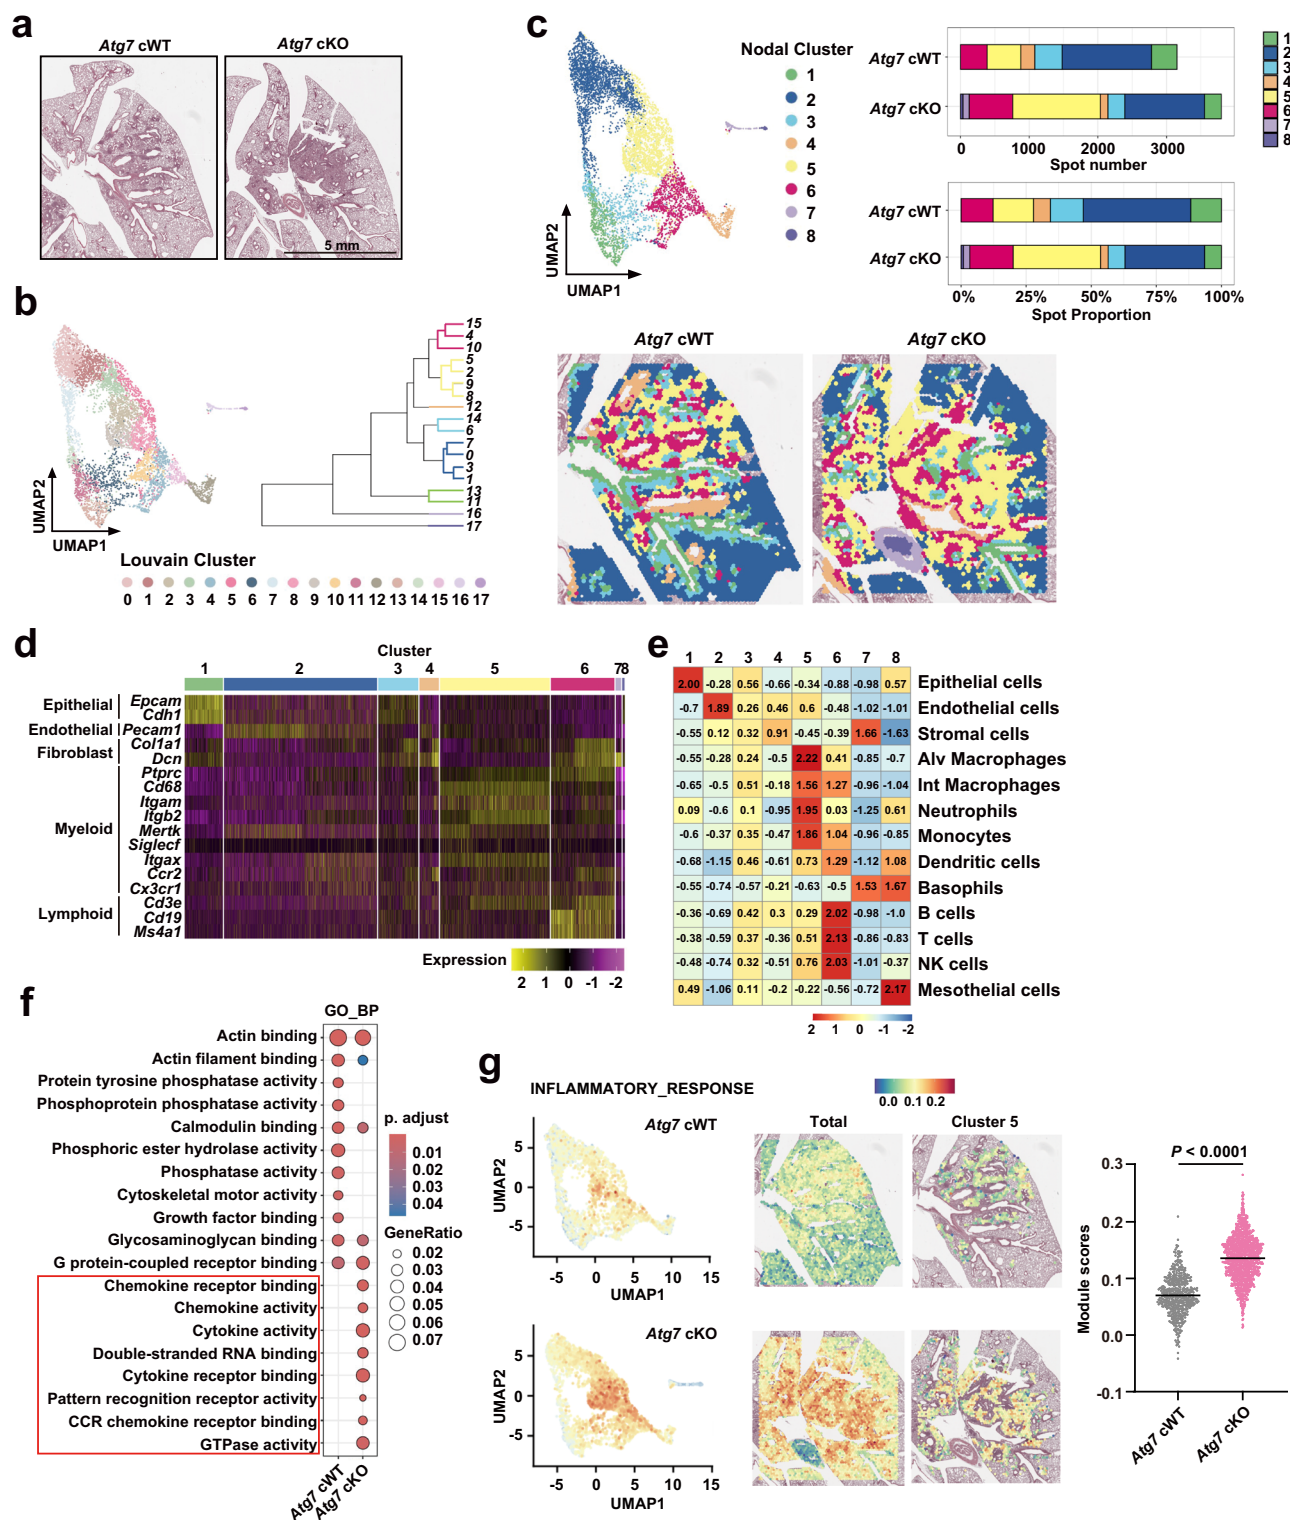 a
Atg7 cWT
Atg7 cKO
5 mm
b
UMAP2
UMAP1
15
4
10
5
2
9
8
12
14
6
7
0
3
1
13
11
16
17
Louvain Cluster
0 1 2 3 4 5 6 7 8 9 10 11 12 13 14 15 16 17
c
UMAP2
UMAP1
Nodal Cluster
1
2
3
4
5
6
7
8
Atg7 cWT
Atg7 cKO
0 1000 2000 3000
Spot number
1
2
3
4
5
6
7
8
Atg7 cWT
Atg7 cKO
0% 25% 50% 75% 100%
Spot Proportion
Atg7 cWT
Atg7 cKO
d
Cluster
1 2 3 4 5 6 7 8
Epithelial
Endothelial
Fibroblast
Myeloid
Lymphoid
Epcam
Cdh1
Pecam1
Col1a1
Dcn
Ptprc
Cd68
Itgam
Itgb2
Mertk
Siglecf
Itgax
Ccr2
Cx3cr1
Cd3e
Cd19
Ms4a1
Expression
2 1 0 -1 -2
e
1 2 3 4 5 6 7 8
2.00 -0.28 0.56 -0.66 -0.34 -0.88 -0.98 0.57 Epithelial cells
-0.7 1.89 0.26 0.46 0.6 -0.48 -1.02 -1.01 Endothelial cells
-0.55 0.12 0.32 0.91 -0.45 -0.39 1.66 -1.63 Stromal cells
-0.55 -0.28 0.24 -0.5 2.22 0.41 -0.85 -0.7 Alv Macrophages
-0.65 -0.5 0.51 -0.18 1.56 1.27 -0.96 -1.04 Int Macrophages
0.09 -0.6 0.1 -0.95 1.95 0.03 -1.25 0.61 Neutrophils
-0.6 -0.37 0.35 -0.47 1.86 1.04 -0.96 -0.85 Monocytes
-0.68 -1.15 0.46 -0.61 0.73 1.29 -1.12 1.08 Dendritic cells
-0.55 -0.74 -0.57 -0.21 -0.63 -0.5 1.53 1.67 Basophils
-0.36 -0.69 0.42 0.3 0.29 2.02 -0.98 -1.0 B cells
-0.38 -0.59 0.37 -0.36 0.51 2.13 -0.86 -0.83 T cells
-0.48 -0.74 0.32 -0.51 0.76 2.03 -1.01 -0.37 NK cells
0.49 -1.06 0.11 -0.2 -0.22 -0.56 -0.72 2.17 Mesothelial cells
2 1 0 -1 -2
f
GO_BP
Actin binding
Actin filament binding
Protein tyrosine phosphatase activity
Phosphoprotein phosphatase activity
Calmodulin binding
Phosphoric ester hydrolase activity
Phosphatase activity
Cytoskeletal motor activity
Growth factor binding
Glycosaminoglycan binding
G protein-coupled receptor binding
Chemokine receptor binding
Chemokine activity
Cytokine activity
Double-stranded RNA binding
Cytokine receptor binding
Pattern recognition receptor activity
CCR chemokine receptor binding
GTPase activity
Atg7 cWT
Atg7 cKO
p. adjust
0.01
0.02
0.03
0.04
GeneRatio
0.02
0.03
0.04
0.05
0.06
0.07
g
INFLAMMATORY_RESPONSE
0.0 0.1 0.2
Atg7 cWT
Total
Cluster 5
5
0
-5
UMAP2
-5 0 5 10 15
UMAP1
Atg7 cKO
5
0
-5
UMAP2
-5 0 5 10 15
UMAP1
P < 0.0001
0.3
0.2
0.1
0.0
-0.1
Module scores
Atg7 cWT
Atg7 cKO